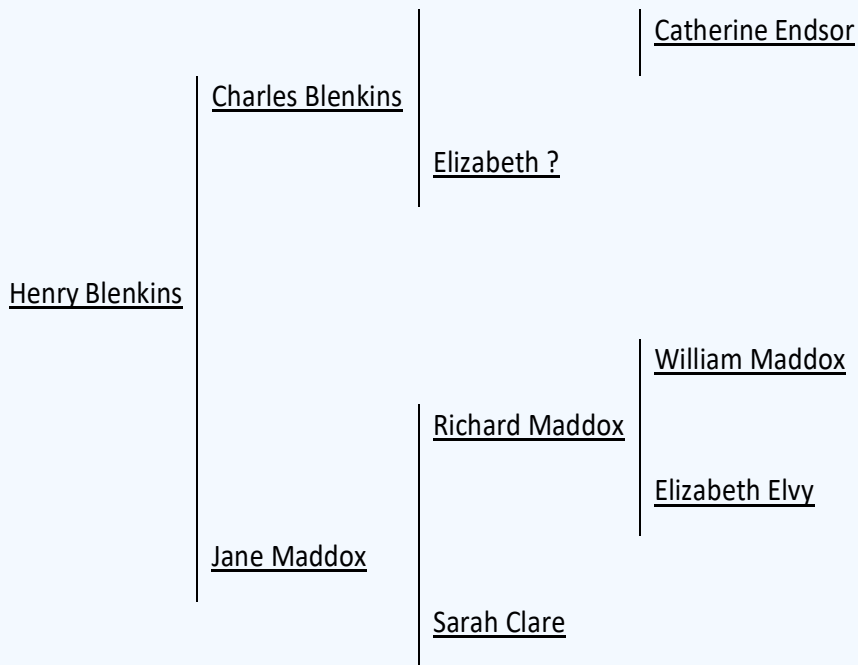 Catherine Endsor
Charles Blenkins
Elizabeth ?
Henry Blenkins
William Maddox
Richard Maddox
Elizabeth Elvy
Jane Maddox
Sarah Clare